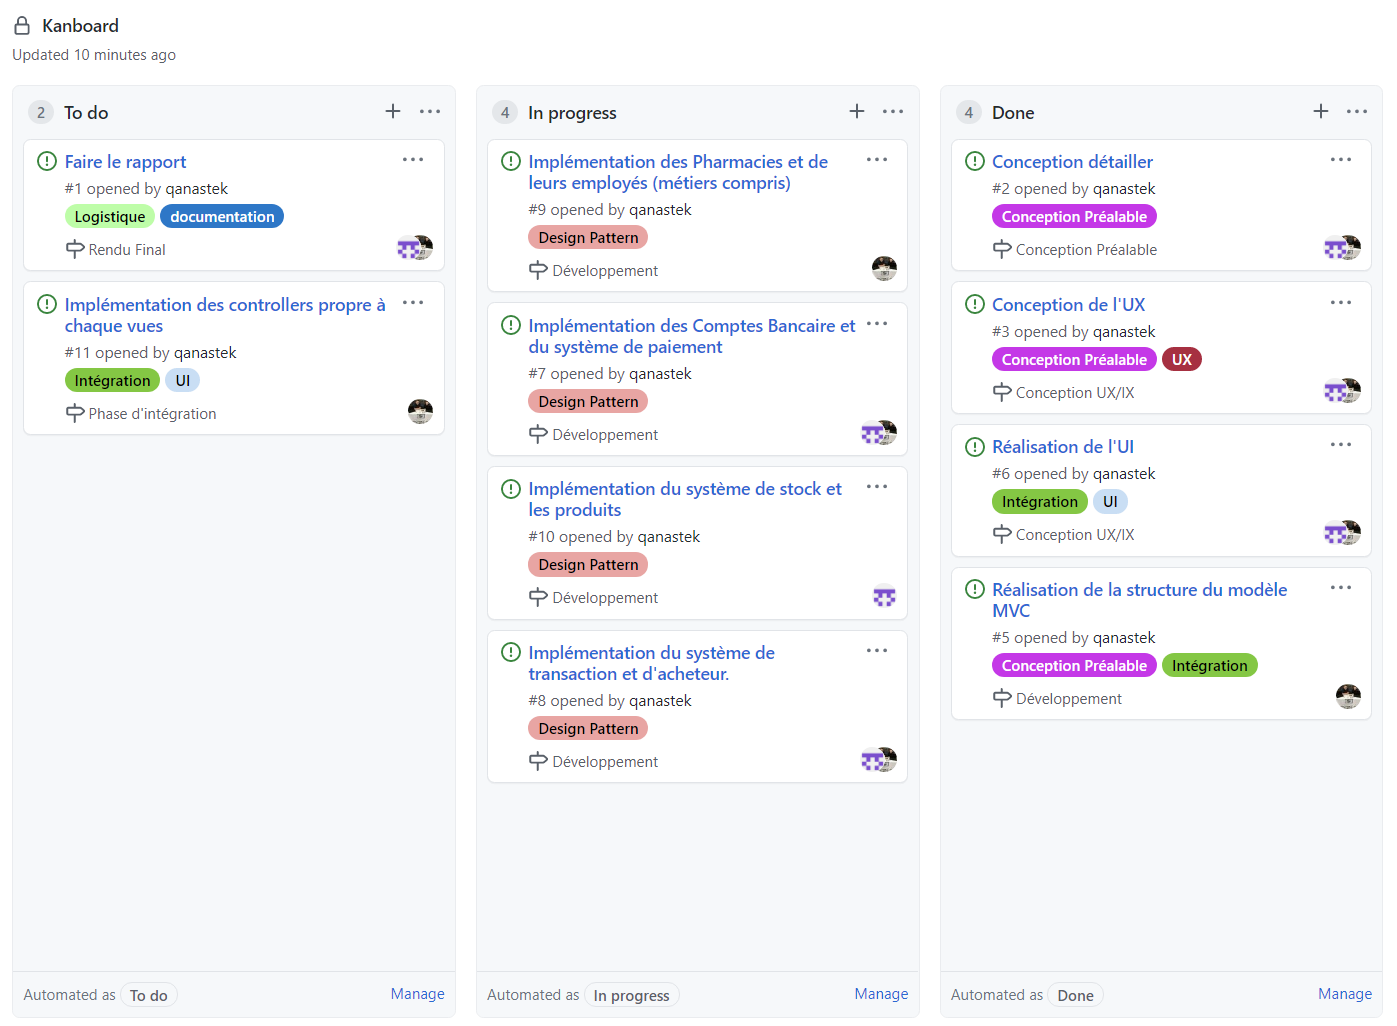 Kanboard
Updated 10 minutes ago
2 To do
Faire le rapport
#1 opened by qanastek
Logistique documentation
Rendu Final
Implémentation des controllers propre à
chaque vues
#11 opened by qanastek
Intégration UI
Phase d'intégration
Automated as To do Manage
4 In progress
Implémentation des Pharmacies et de
leurs employés (métiers compris)
#9 opened by qanastek
Design Pattern
Développement
Implémentation des Comptes Bancaire et
du système de paiement
#7 opened by qanastek
Design Pattern
Développement
Implémentation du système de stock et
les produits
#10 opened by qanastek
Design Pattern
Développement
Implémentation du système de
transaction et d'acheteur.
#8 opened by qanastek
Design Pattern
Développement
Automated as In progress Manage
4 Done
Conception détailler
#2 opened by qanastek
Conception Préalable
Conception Préalable
Conception de l'UX
#3 opened by qanastek
Conception Préalable UX
Conception UX/IX
Réalisation de l'UI
#6 opened by qanastek
Intégration UI
Conception UX/IX
Réalisation de la structure du modèle
MVC
#5 opened by qanastek
Conception Préalable Intégration
Développement
Automated as Done Manage